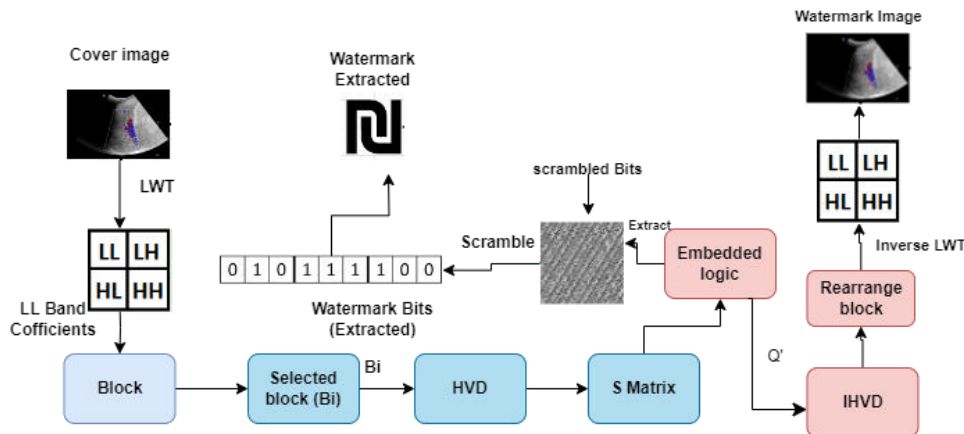 Watermark Image
Cover image
Watermark
Extracted
LWT
scrambled Bits
LL LH
HL HH
LL LH
HL HH
Scramble
Extract
Embedded
logic
Inverse LWT
0 1 0 1 1 1 1 1 0 0
Rearrange
block
LL Band
Cofficients
Watermark Bits
(Extracted)
Bi
Q'
Block
Selected
block (Bi)
HVD
S Matrix
IHVD